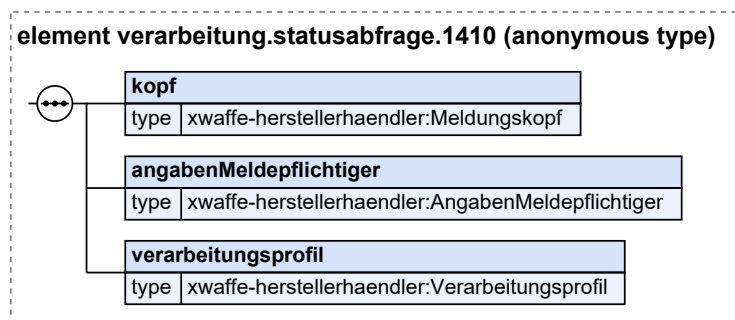 element verarbeitung.statusabfrage.1410 (anonymous type)
kopf
type xwaffe-herstellerhaendler:Meldungskopf
angabenMeldepflichtiger
type xwaffe-herstellerhaendler:AngabenMeldepflichtiger
verarbeitungsprofil
type xwaffe-herstellerhaendler:Verarbeitungsprofil